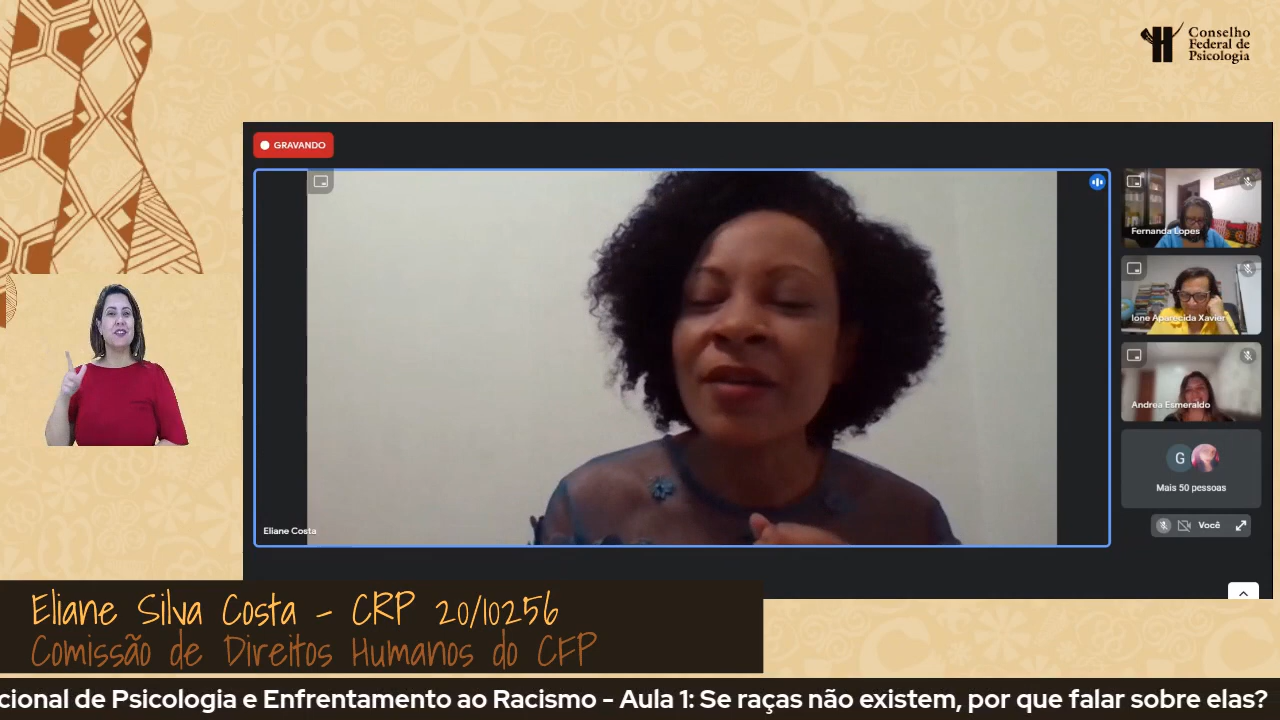 Conselho
Federal de
Psicologia
GRAVANDO
Fernanda Lopes
Ione Aparecida Xavier
Andréa Esmeraldo
G
Mais 50 pessoas
Você
Eliane Costa
Eliane Silva Costa - CRP 20/10256
Comissão de Direitos Humanos do CFP
cional de Psicologia e Enfrentamento ao Racismo - Aula 1: Se raças não existem, por que falar sobre elas?